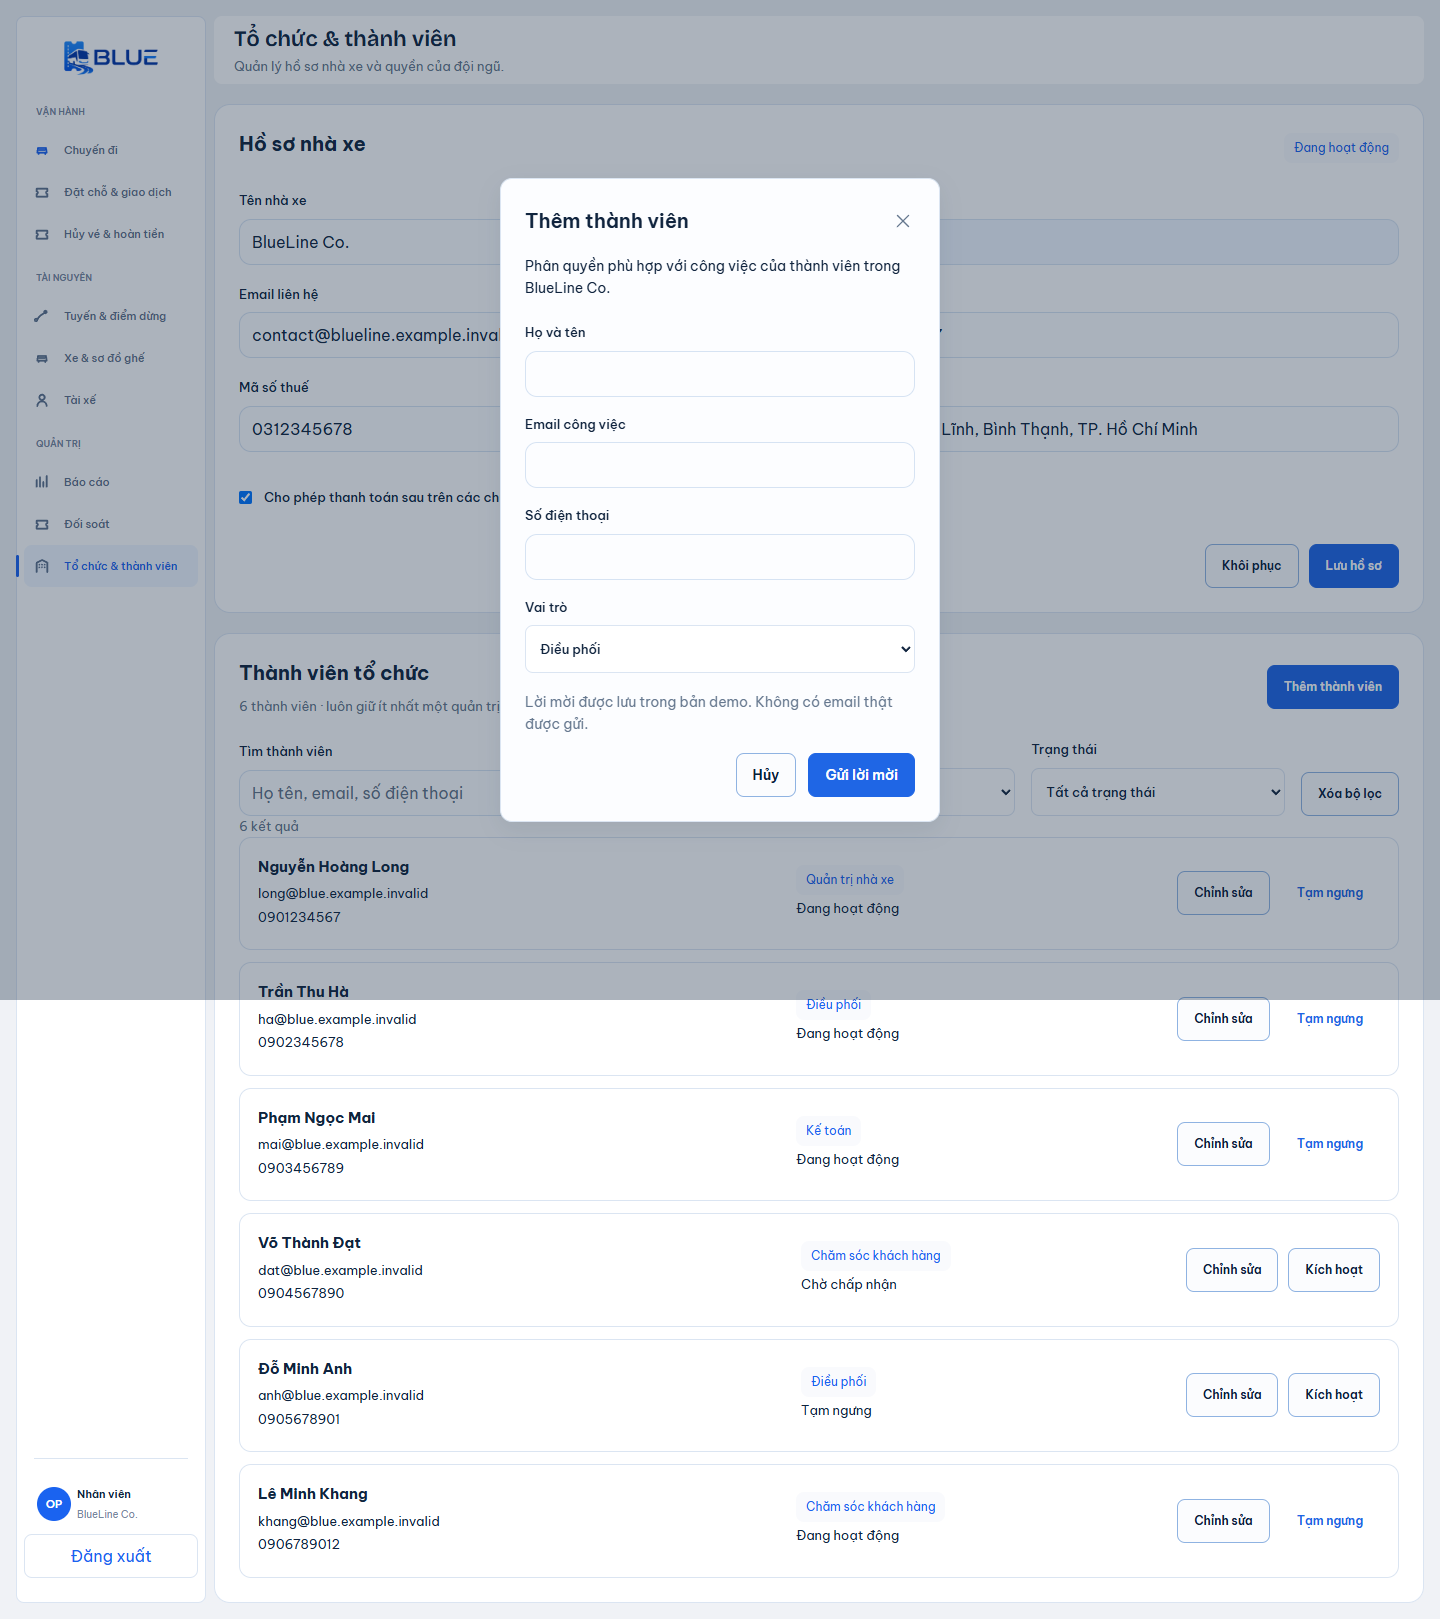 BLUE
VẬN HÀNH
Chuyến đi
Đặt chỗ & giao dịch
Hủy vé & hoàn tiền
TÀI NGUYÊN
Tuyến & điểm dừng
Xe & sơ đồ ghế
Tài xế
QUẢN TRỊ
Báo cáo
Đối soát
Tổ chức & thành viên
OP
Nhân viên
BlueLine Co.
Đăng xuất
Tổ chức & thành viên
Quản lý hồ sơ nhà xe và quyền của đội ngũ.
Hồ sơ nhà xe
Đang hoạt động
Tên nhà xe
BlueLine Co.
Email liên hệ
contact@blueline.example.inval
Mã số thuế
0312345678
Lĩnh, Bình Thạnh, TP. Hồ Chí Minh
Cho phép thanh toán sau trên các ch
Khôi phục
Lưu hồ sơ
Thêm thành viên
Phân quyền phù hợp với công việc của thành viên trong
BlueLine Co.
Họ và tên
Email công việc
Số điện thoại
Vai trò
Điều phối
Lời mời được lưu trong bản demo. Không có email thật
được gửi.
Hủy
Gửi lời mời
Thành viên tổ chức
6 thành viên · luôn giữ ít nhất một quản trị
Thêm thành viên
Tìm thành viên
Họ tên, email, số điện thoại
Trạng thái
Tất cả trạng thái
Xóa bộ lọc
6 kết quả
Nguyễn Hoàng Long
long@blue.example.invalid
0901234567
Quản trị nhà xe
Đang hoạt động
Chỉnh sửa
Tạm ngưng
Trần Thu Hà
ha@blue.example.invalid
0902345678
Điều phối
Đang hoạt động
Chỉnh sửa
Tạm ngưng
Phạm Ngọc Mai
mai@blue.example.invalid
0903456789
Kế toán
Đang hoạt động
Chỉnh sửa
Tạm ngưng
Võ Thành Đạt
dat@blue.example.invalid
0904567890
Chăm sóc khách hàng
Chờ chấp nhận
Chỉnh sửa
Kích hoạt
Đỗ Minh Anh
anh@blue.example.invalid
0905678901
Điều phối
Tạm ngưng
Chỉnh sửa
Kích hoạt
Lê Minh Khang
khang@blue.example.invalid
0906789012
Chăm sóc khách hàng
Đang hoạt động
Chỉnh sửa
Tạm ngưng